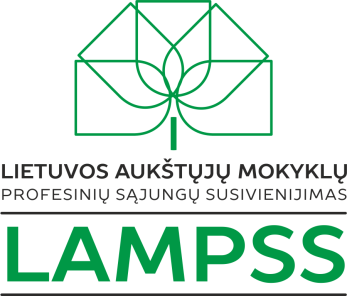 LIETUVOS AUKŠTŲJŲ MOKYKLŲ
PROFESINIŲ SĄJUNGŲ SUSIVIENIJIMAS
LAMPSS